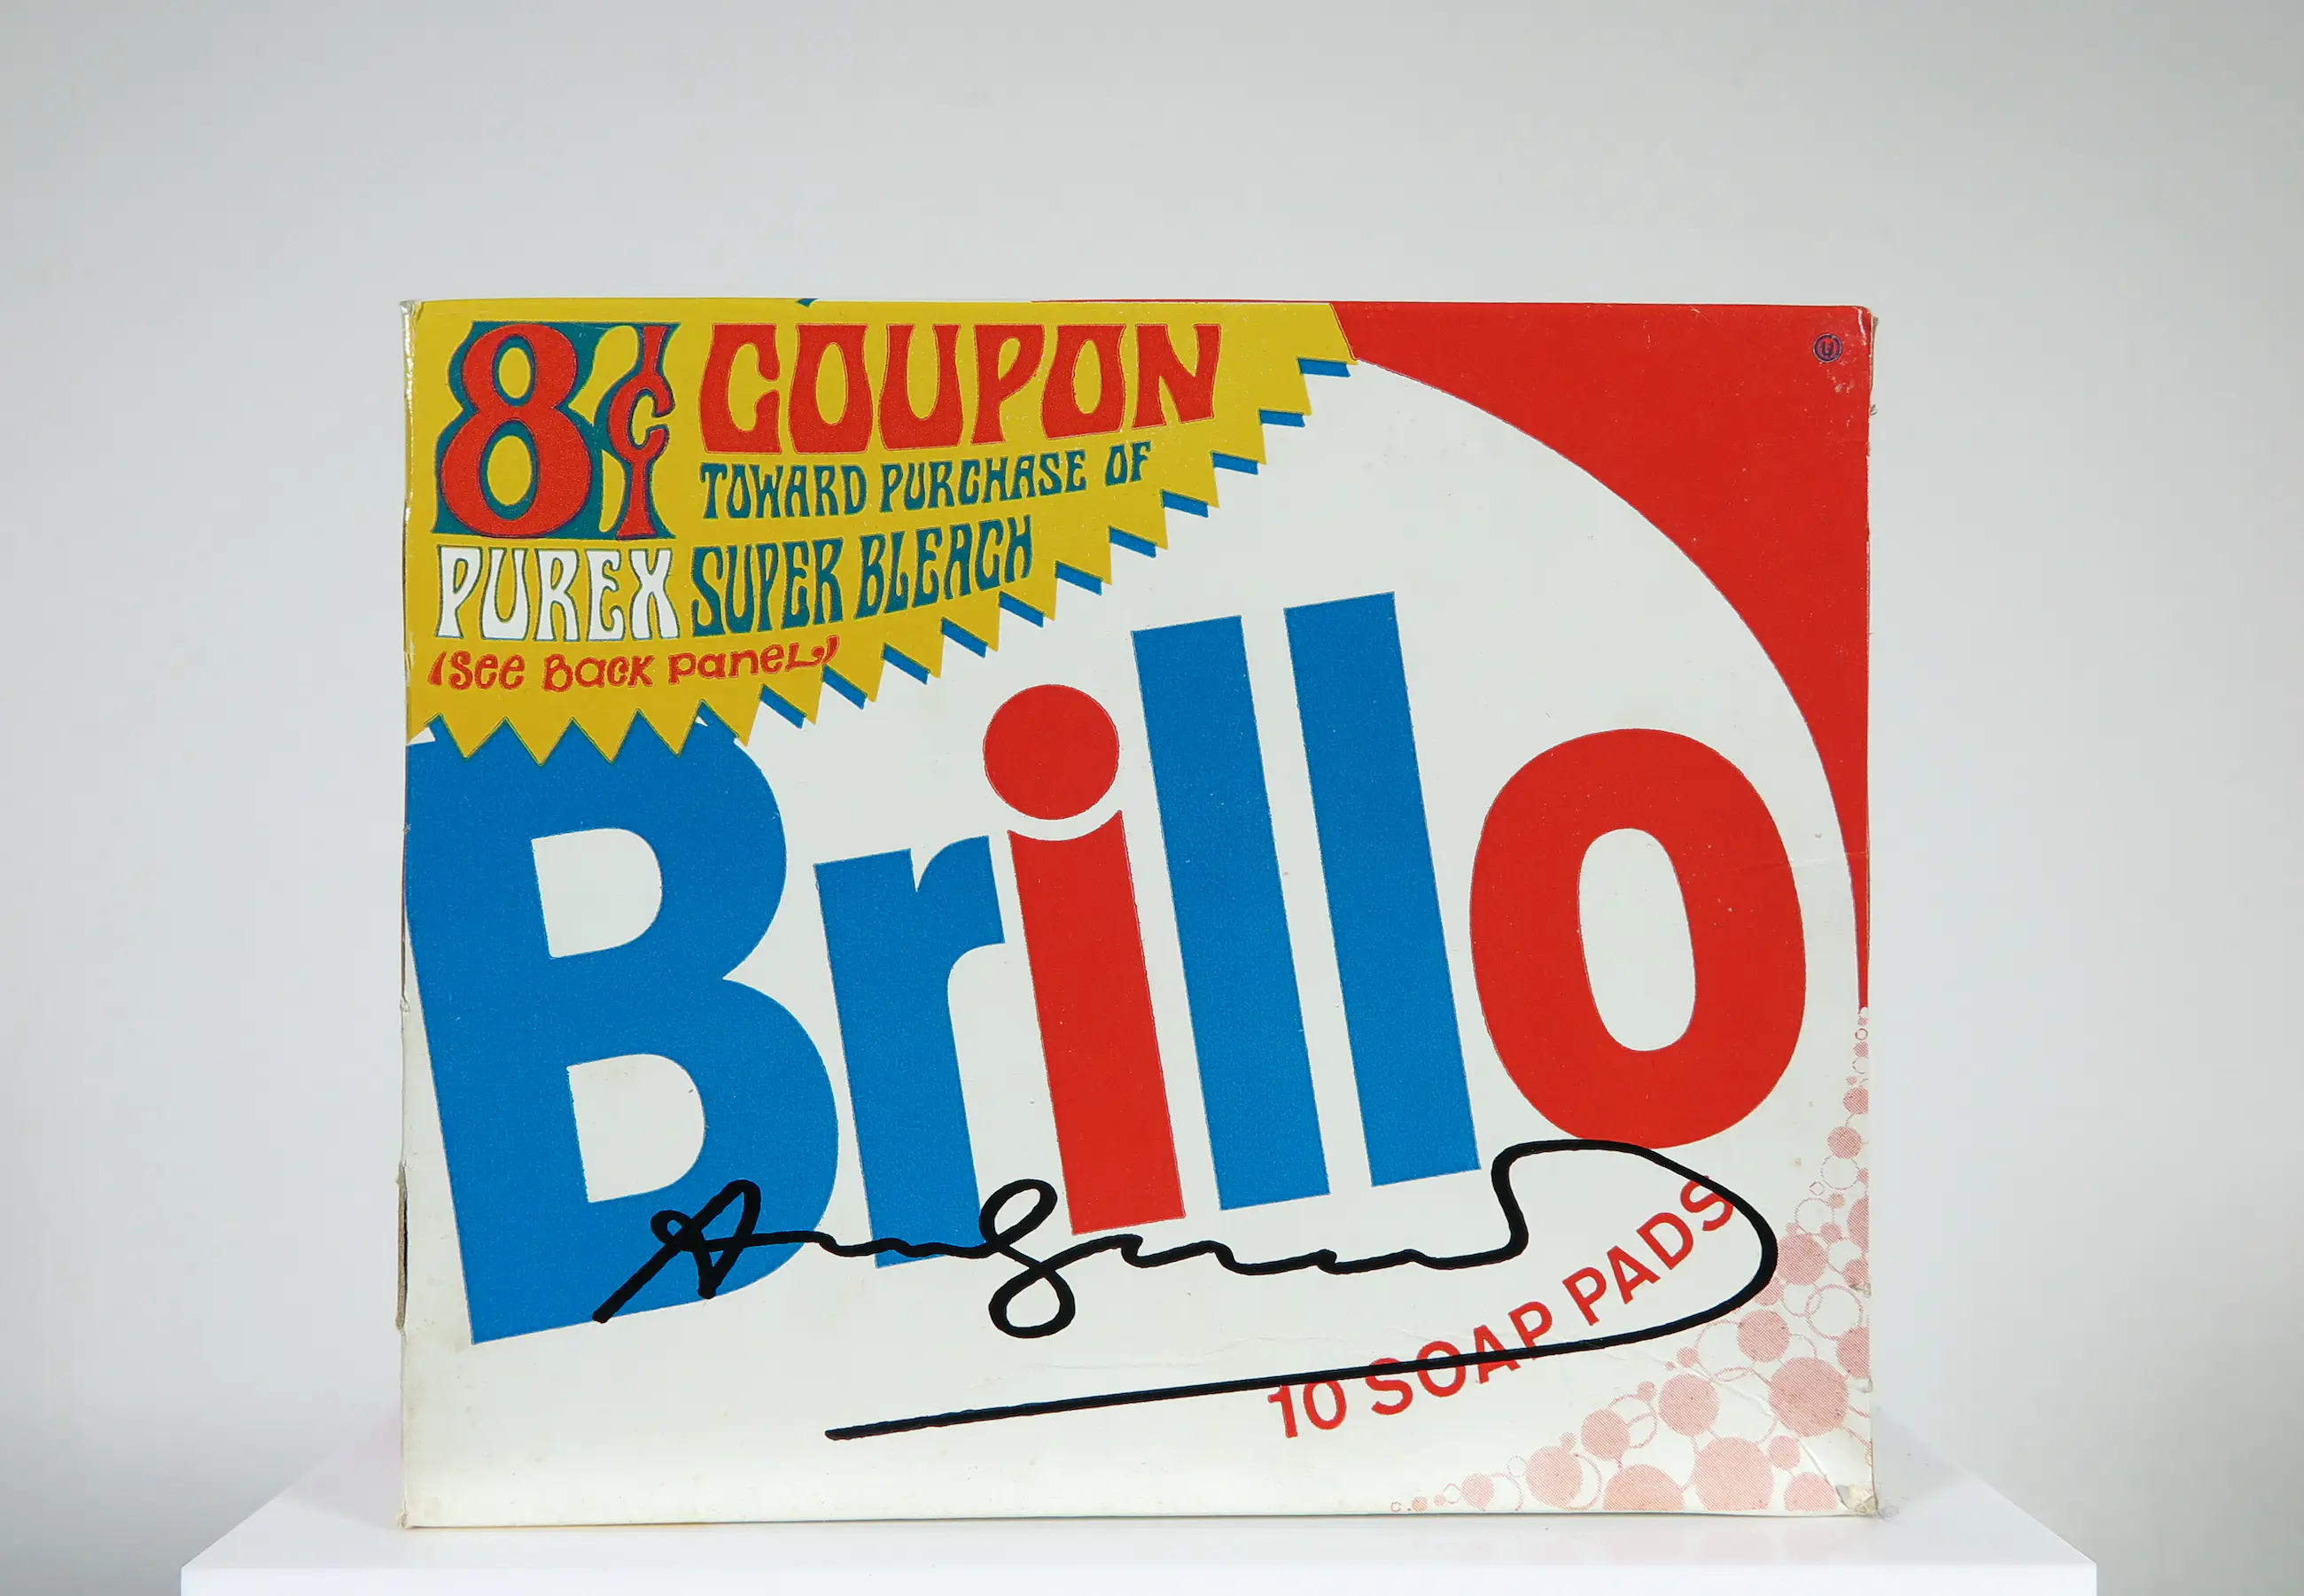 8¢ COUPON
TOWARD PURCHASE OF
PUREX SUPER BLEACH
(see Back panel)
U
Brillo
10 SOAP PADS